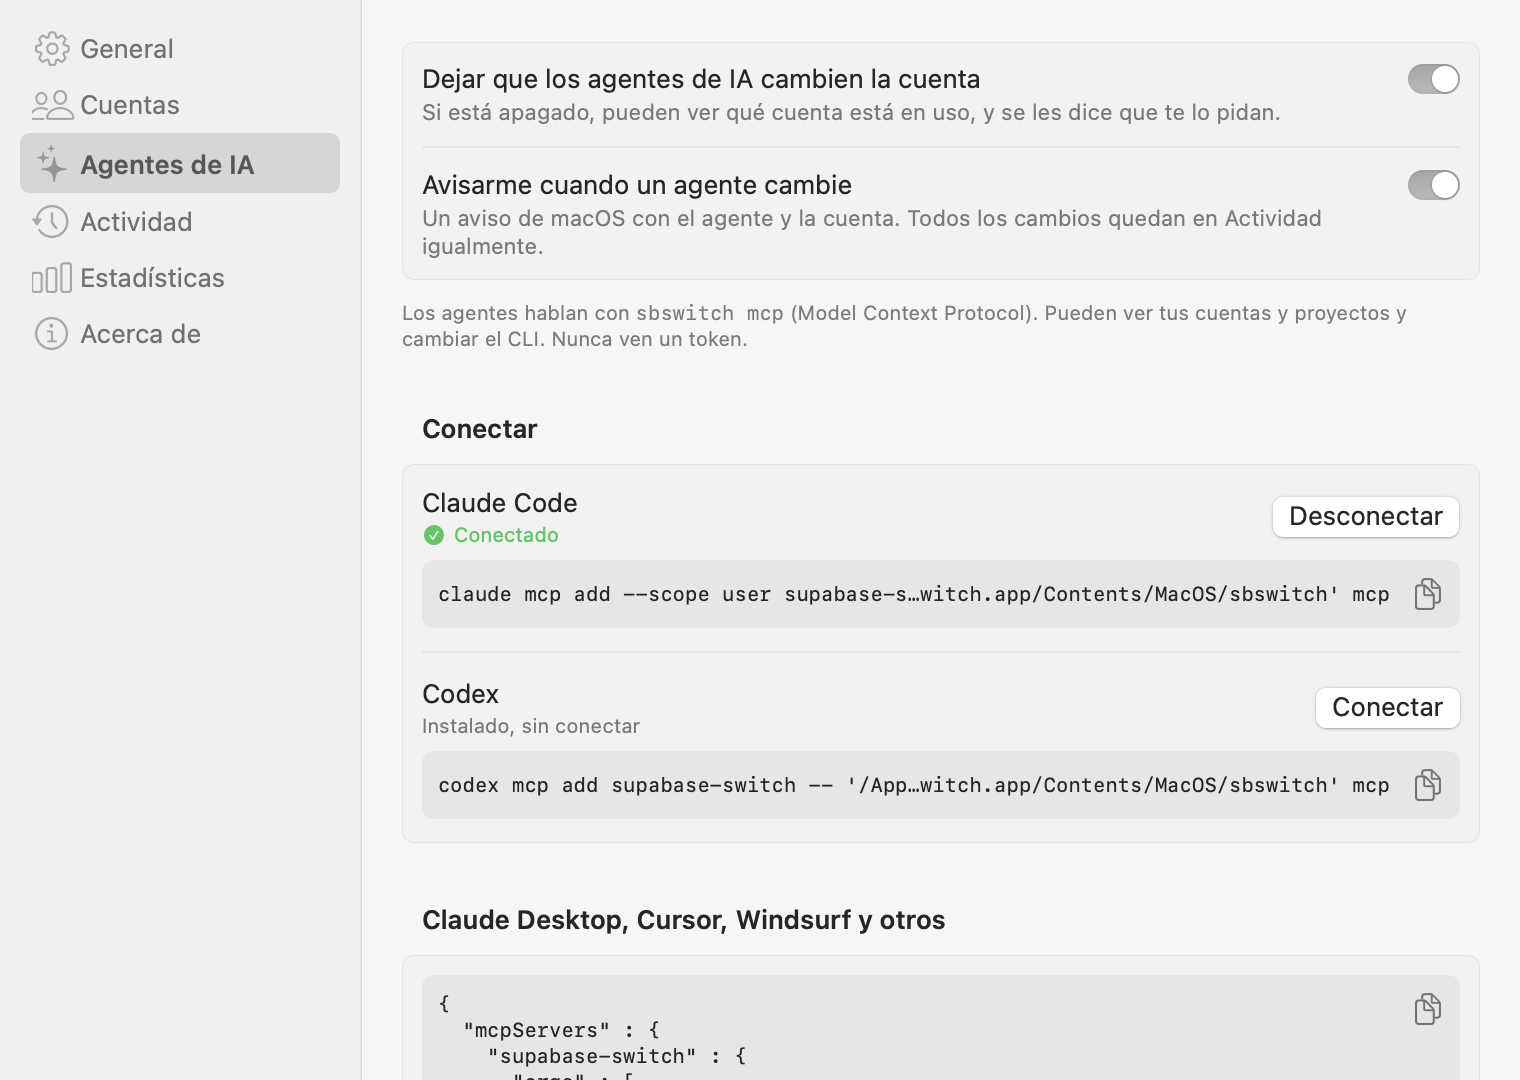 General
Cuentas
Agentes de IA
Actividad
Estadísticas
Acerca de
Dejar que los agentes de IA cambien la cuenta
Si está apagado, pueden ver qué cuenta está en uso, y se les dice que te lo pidan.
Avisarme cuando un agente cambie
Un aviso de macOS con el agente y la cuenta. Todos los cambios quedan en Actividad
igualmente.
Los agentes hablan con sbswitch mcp (Model Context Protocol). Pueden ver tus cuentas y proyectos y
cambiar el CLI. Nunca ven un token.
Conectar
Claude Code
Conectado
Desconectar
claude mcp add --scope user supabase-s…witch.app/Contents/MacOS/sbswitch' mcp
Codex
Instalado, sin conectar
Conectar
codex mcp add supabase-switch -- '/App…witch.app/Contents/MacOS/sbswitch' mcp
Claude Desktop, Cursor, Windsurf y otros
{
"mcpServers" : {
"supabase-switch" : {